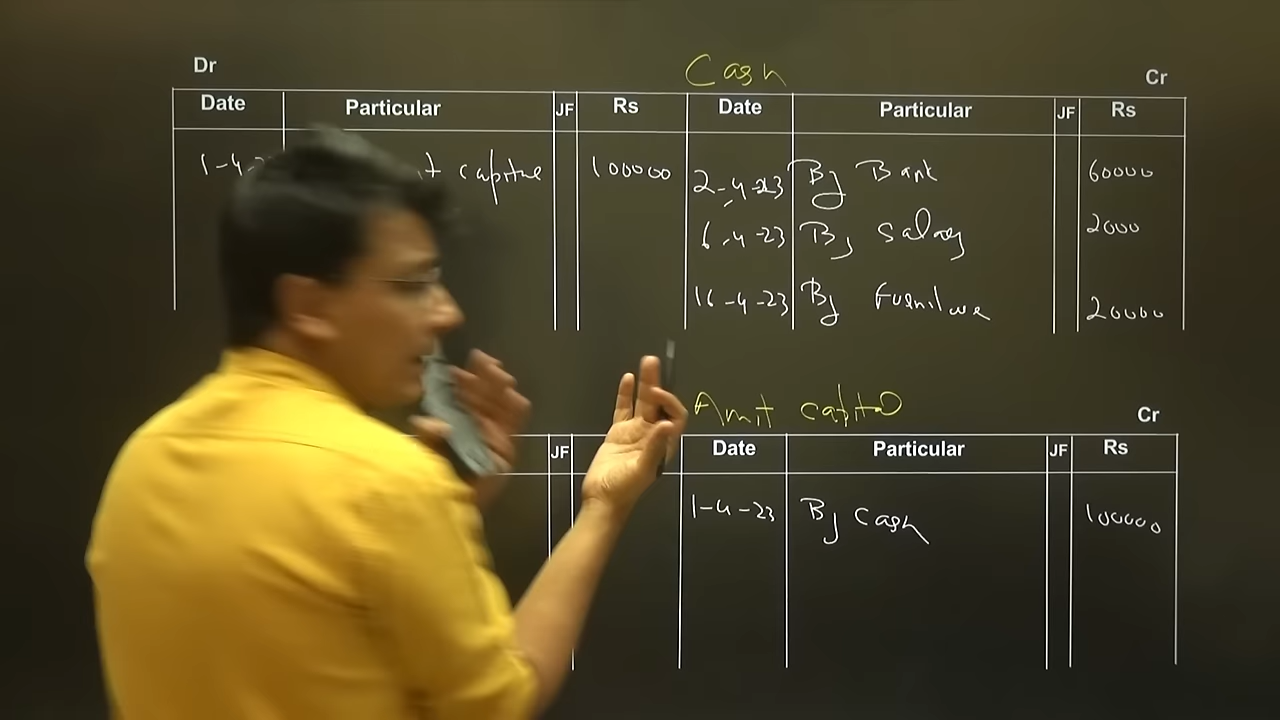 Dr Cash Cr
Date Particular JF Rs Date Particular JF Rs
1-4- t capital 100000 2-4-23 By Bank 60000
6-4-23 By Salary 2000
16-4-23 By Furniture 20000
Amit capital Cr
JF Date Particular JF Rs
1-4-23 By Cash 100000